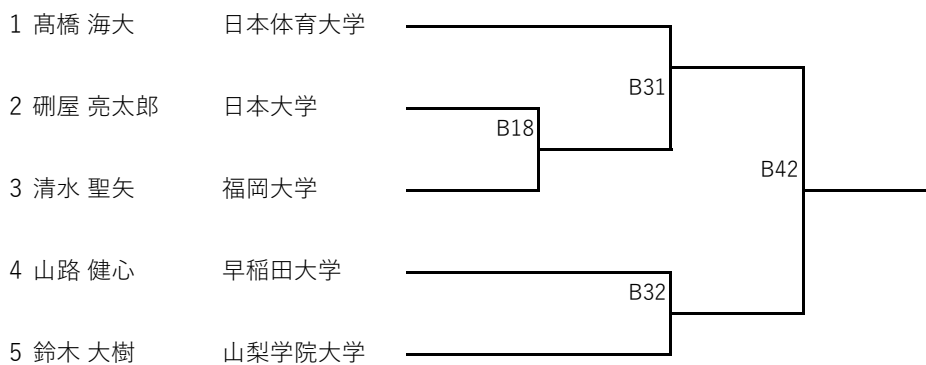 1 髙橋 海大 日本体育大学
B31
2 硎屋 亮太郎 日本大学
B18
B42
3 清水 聖矢 福岡大学
4 山路 健心 早稲田大学
B32
5 鈴木 大樹 山梨学院大学